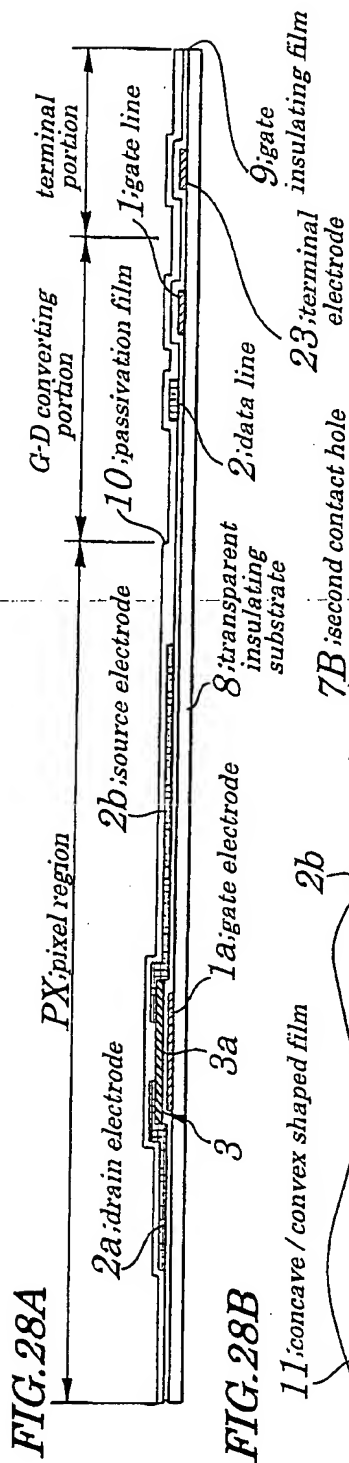 FIG.28A
PX;pixel region
G-D converting
portion
terminal
portion
2a;drain electrode
2b;source electrode
10;passivation film
1;gate line
3
3a
1a;gate electrode
8;transparent
insulating
substrate
2;data line
23;terminal
electrode
9;gate
insulating film
FIG.28B
11;concave / convex shaped film
2b
7B;second contact hole